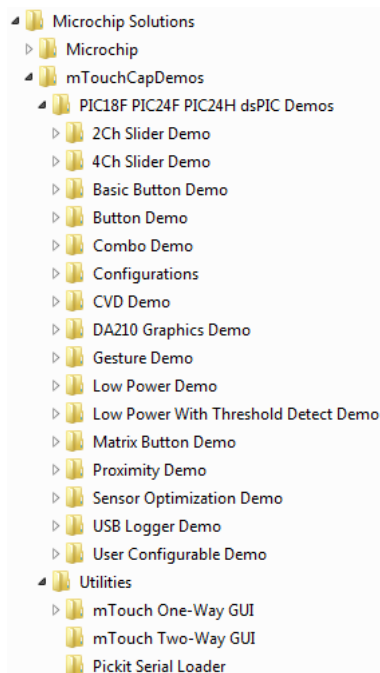 Microchip Solutions
Microchip
mTouchCapDemos
PIC18F PIC24F PIC24H dsPIC Demos
2Ch Slider Demo
4Ch Slider Demo
Basic Button Demo
Button Demo
Combo Demo
Configurations
CVD Demo
DA210 Graphics Demo
Gesture Demo
Low Power Demo
Low Power With Threshold Detect Demo
Matrix Button Demo
Proximity Demo
Sensor Optimization Demo
USB Logger Demo
User Configurable Demo
Utilities
mTouch One-Way GUI
mTouch Two-Way GUI
Pickit Serial Loader